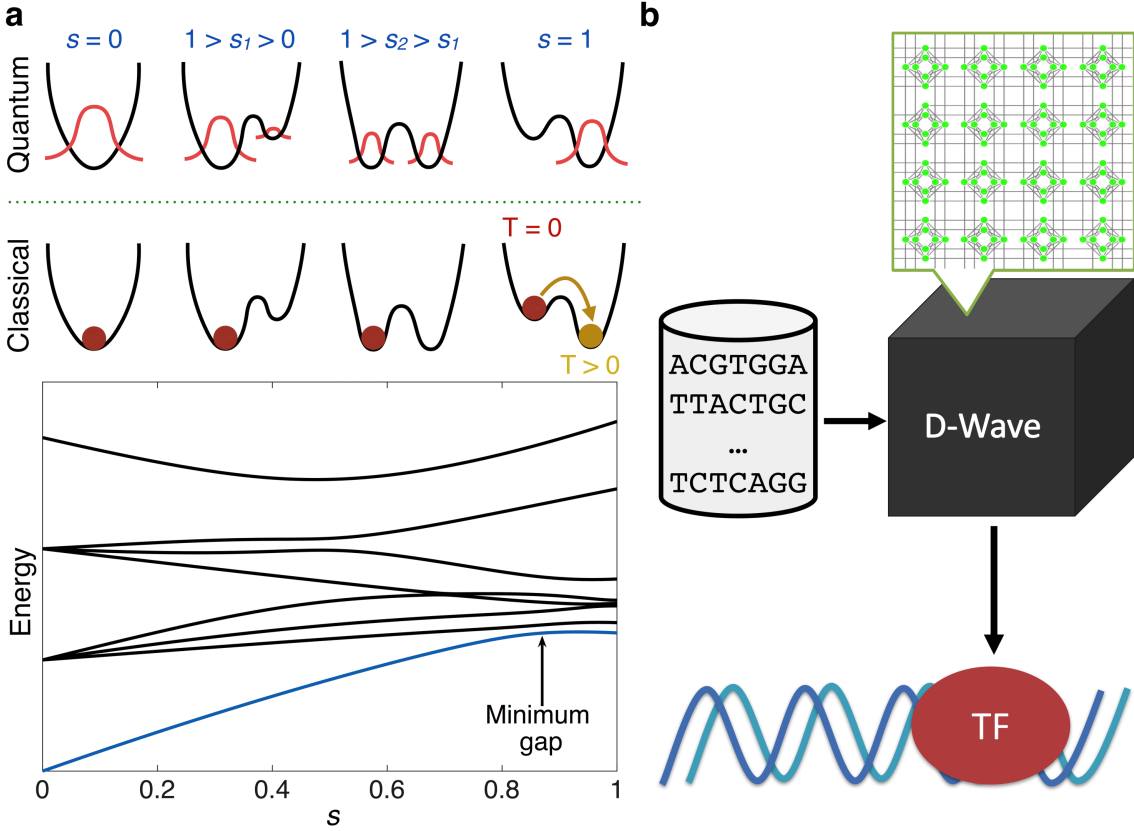 a
s = 0
1 > s₁ > 0
1 > s₂ > s₁
s = 1
Quantum
Classical
T = 0
T > 0
Energy
Minimum
gap
0
0.2
0.4
0.6
0.8
1
s
b
ACGTGGA
TTACTGC
...
TCTCAGG
D-Wave
TF